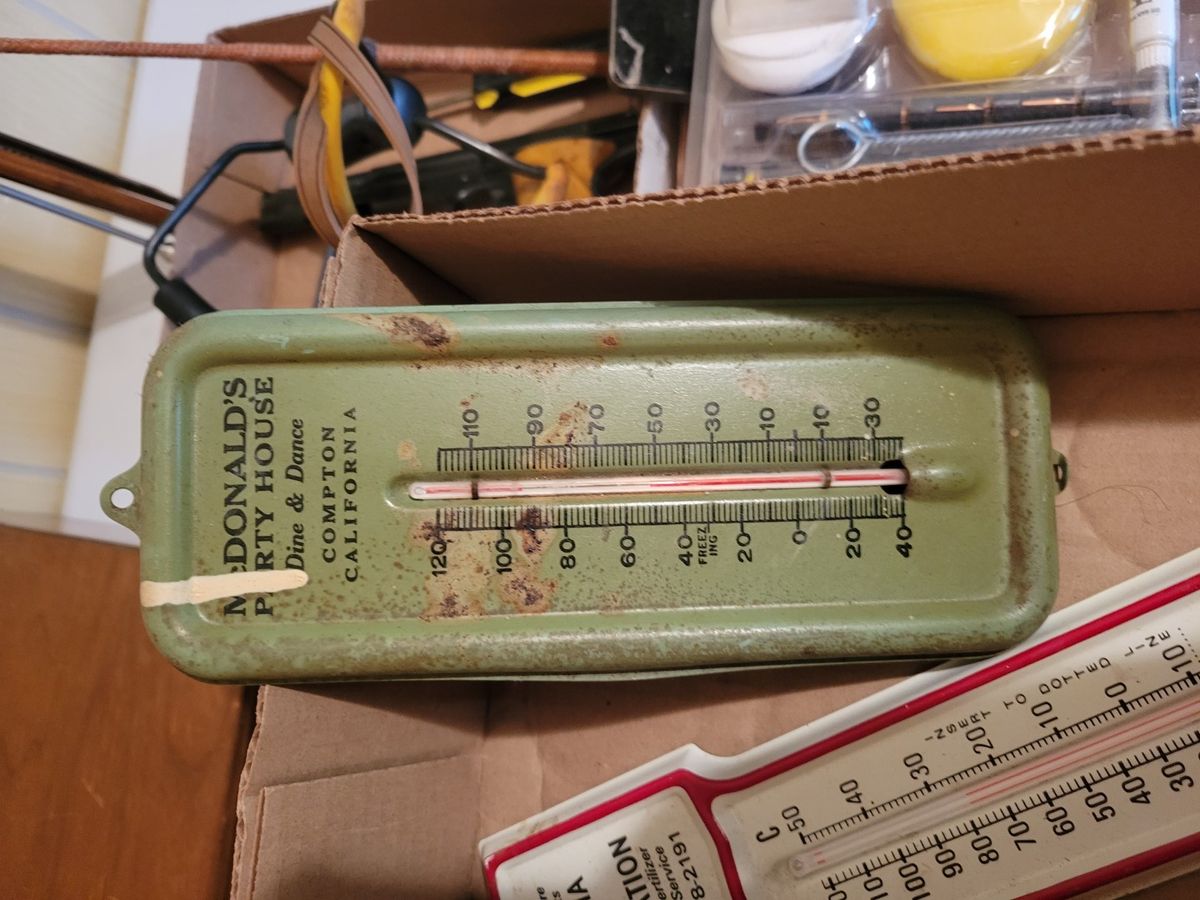 McDONALD'S
PARTY HOUSE
Dine & Dance
COMPTON
CALIFORNIA
120
110
100
90
80
70
60
50
40
FREEZ
ING
30
20
10
0
10
20
30
40
ATION
ertilizer
Service
8-2191
C
50
40
30
20
10
0
10
INSERT TO DOTTED LINE
100
90
80
70
60
50
40
30